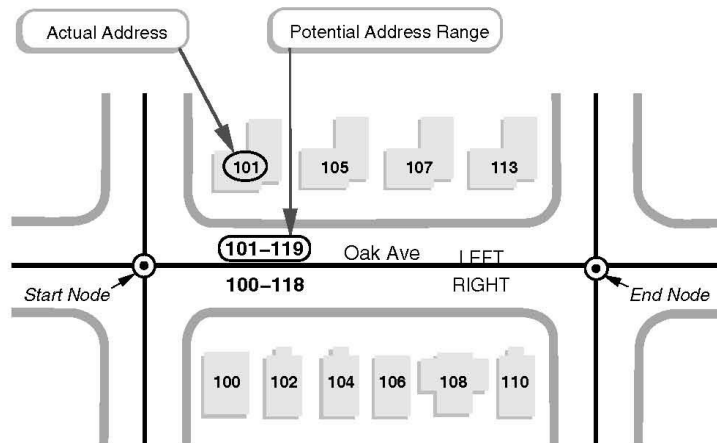 Actual Address
Potential Address Range
101 105 107 113
101–119 Oak Ave LEFT
Start Node 100–118 RIGHT End Node
100 102 104 106 108 110